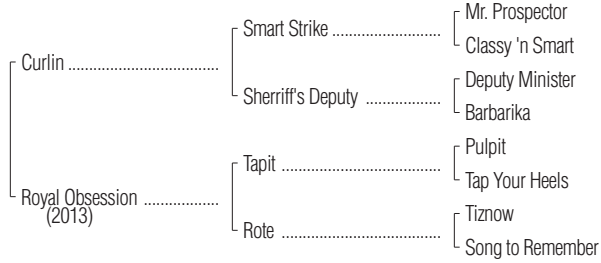 Mr. Prospector
Smart Strike ........................
Classy 'n Smart
Curlin ..................................
Deputy Minister
Sherriff's Deputy .................
Barbarika
Pulpit
Tapit ....................................
Tap Your Heels
Royal Obsession .................
(2013)
Tiznow
Rote ....................................
Song to Remember